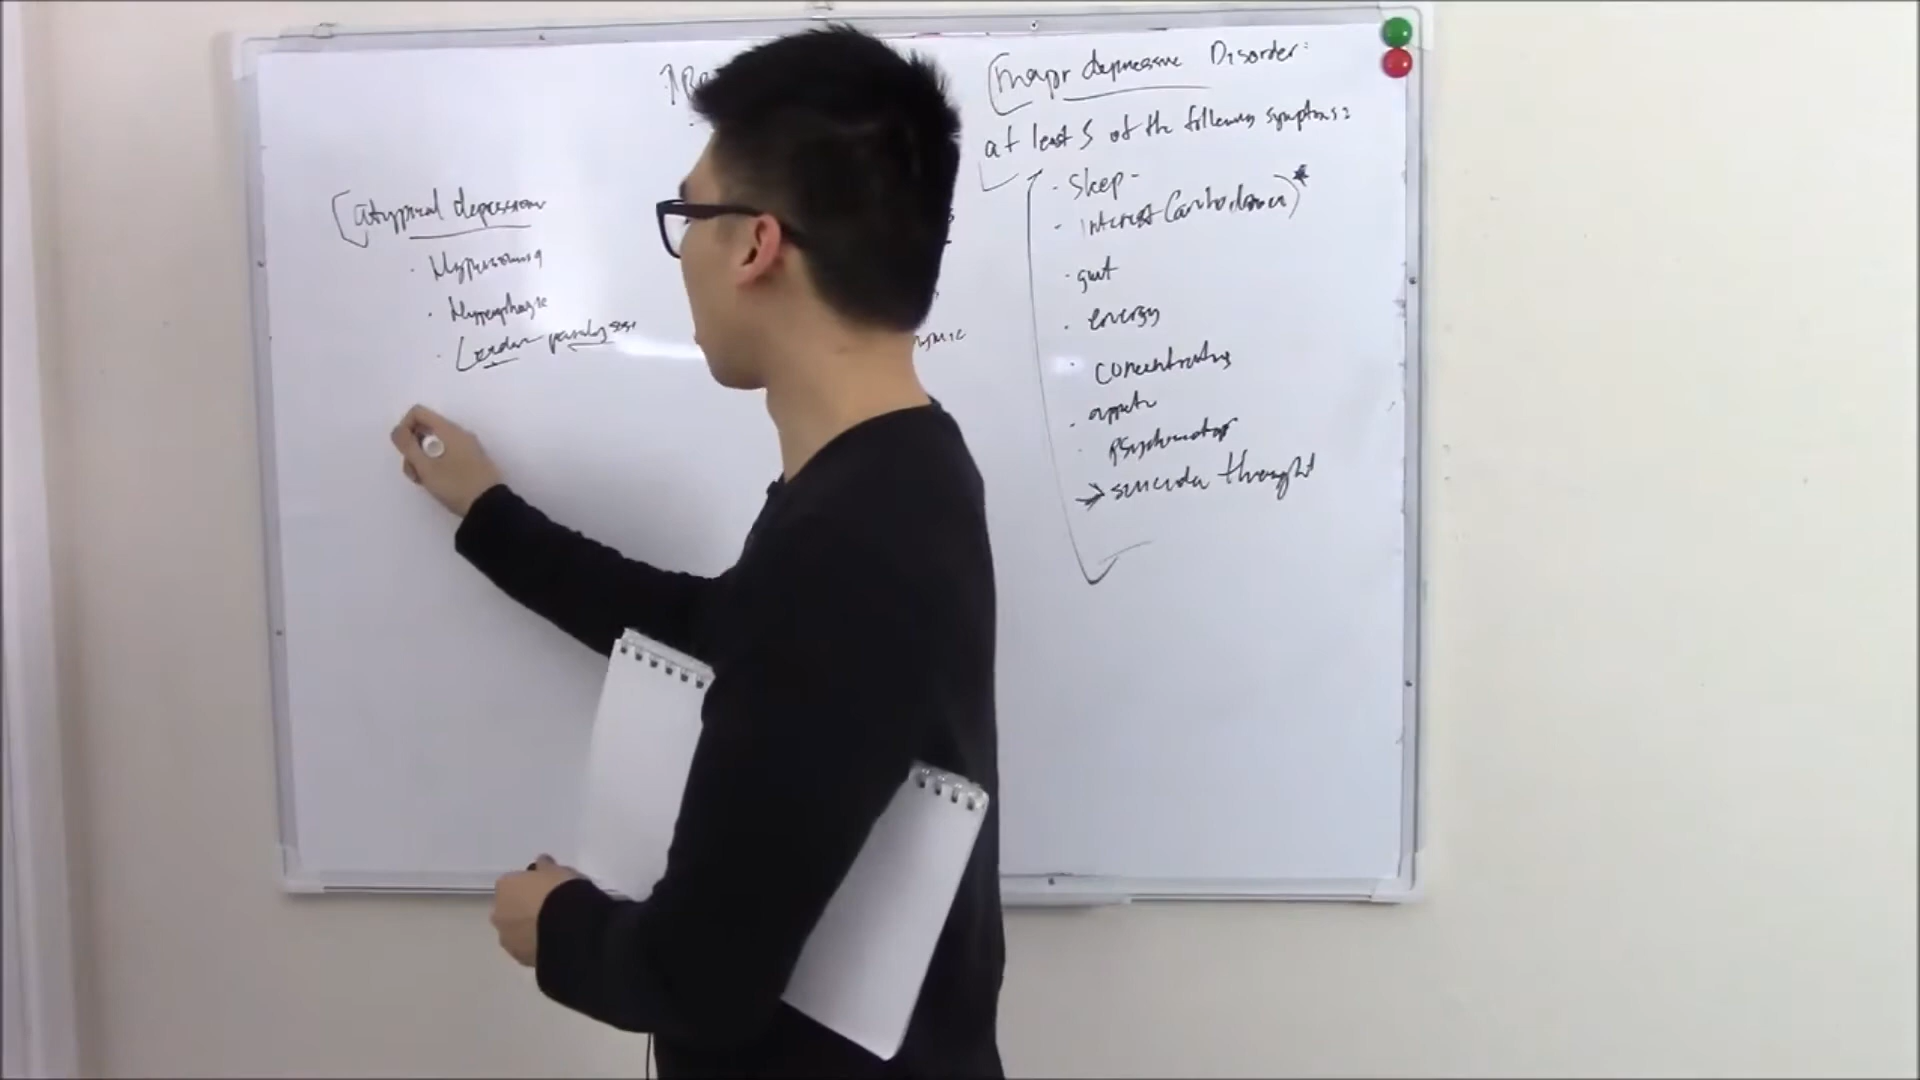 major depressive Disorder:
at least 5 of the following symptoms:
· Sleep -
· interest (anhedonia) *
· guilt
· energy
· concentrating
· appetite
· psychomotor
→ suicidal thought
[atypical depression
· Hypersomnia
· Hyperphagia
· Leaden paralysis